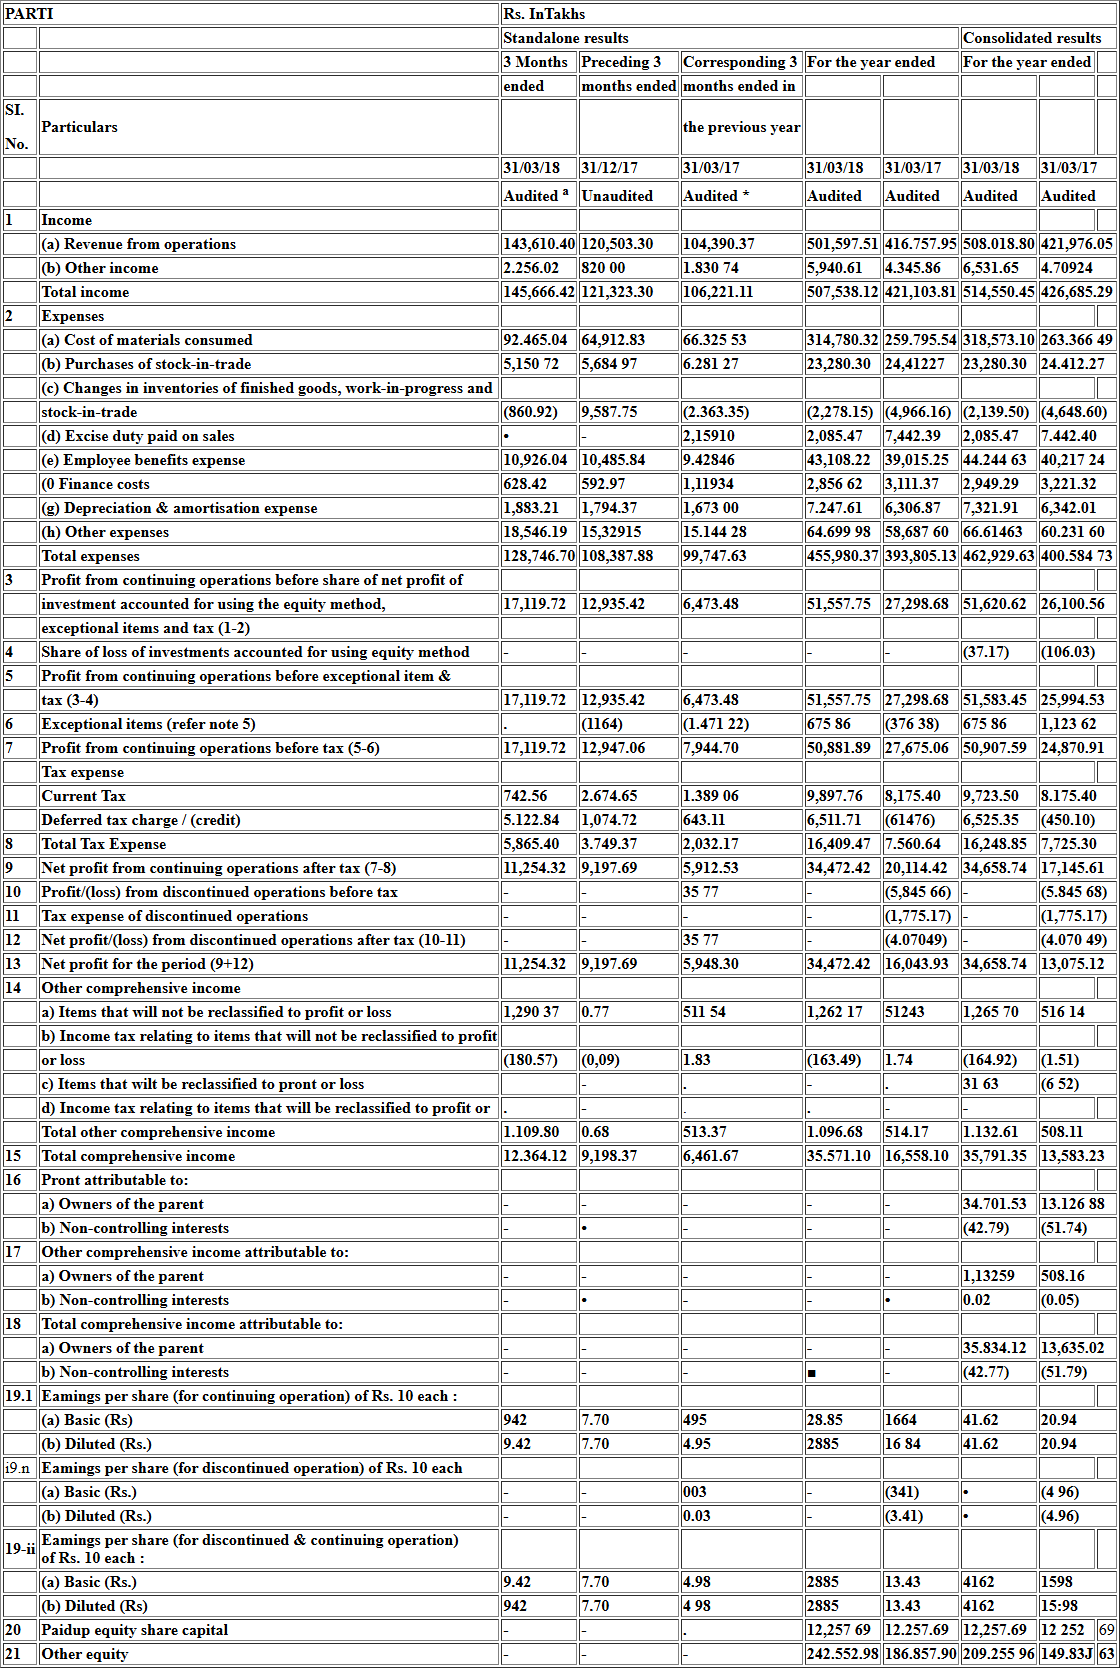 PARTI Rs. InTakhs
Standalone results Consolidated results
3 Months Preceding 3 Corresponding 3 For the year ended For the year ended
ended months ended months ended in
SI.
No. Particulars the previous year
31/03/18 31/12/17 31/03/17 31/03/18 31/03/17 31/03/18 31/03/17
Audited a Unaudited Audited * Audited Audited Audited Audited
1 Income
(a) Revenue from operations 143,610.40 120,503.30 104,390.37 501,597.51 416.757.95 508.018.80 421,976.05
(b) Other income 2.256.02 820 00 1.830 74 5,940.61 4.345.86 6,531.65 4.70924
Total income 145,666.42 121,323.30 106,221.11 507,538.12 421,103.81 514,550.45 426,685.29
2 Expenses
(a) Cost of materials consumed 92.465.04 64,912.83 66.325 53 314,780.32 259.795.54 318,573.10 263.366 49
(b) Purchases of stock-in-trade 5,150 72 5,684 97 6.281 27 23,280.30 24,41227 23,280.30 24.412.27
(c) Changes in inventories of finished goods, work-in-progress and
stock-in-trade (860.92) 9,587.75 (2.363.35) (2,278.15) (4,966.16) (2,139.50) (4,648.60)
(d) Excise duty paid on sales • - 2,15910 2,085.47 7,442.39 2,085.47 7.442.40
(e) Employee benefits expense 10,926.04 10,485.84 9.42846 43,108.22 39,015.25 44.244 63 40,217 24
(0 Finance costs 628.42 592.97 1,11934 2,856 62 3,111.37 2,949.29 3,221.32
(g) Depreciation & amortisation expense 1,883.21 1,794.37 1,673 00 7.247.61 6,306.87 7,321.91 6,342.01
(h) Other expenses 18,546.19 15,32915 15.144 28 64.699 98 58,687 60 66.61463 60.231 60
Total expenses 128,746.70 108,387.88 99,747.63 455,980.37 393,805.13 462,929.63 400.584 73
3 Profit from continuing operations before share of net profit of
investment accounted for using the equity method, 17,119.72 12,935.42 6,473.48 51,557.75 27,298.68 51,620.62 26,100.56
exceptional items and tax (1-2)
4 Share of loss of investments accounted for using equity method - - - - - (37.17) (106.03)
5 Profit from continuing operations before exceptional item &
tax (3-4) 17,119.72 12,935.42 6,473.48 51,557.75 27,298.68 51,583.45 25,994.53
6 Exceptional items (refer note 5) . (1164) (1.471 22) 675 86 (376 38) 675 86 1,123 62
7 Profit from continuing operations before tax (5-6) 17,119.72 12,947.06 7,944.70 50,881.89 27,675.06 50,907.59 24,870.91
Tax expense
Current Tax 742.56 2.674.65 1.389 06 9,897.76 8,175.40 9,723.50 8.175.40
Deferred tax charge / (credit) 5.122.84 1,074.72 643.11 6,511.71 (61476) 6,525.35 (450.10)
8 Total Tax Expense 5,865.40 3.749.37 2,032.17 16,409.47 7.560.64 16,248.85 7,725.30
9 Net profit from continuing operations after tax (7-8) 11,254.32 9,197.69 5,912.53 34,472.42 20,114.42 34,658.74 17,145.61
10 Profit/(loss) from discontinued operations before tax - - 35 77 - (5,845 66) - (5.845 68)
11 Tax expense of discontinued operations - - - - (1,775.17) - (1,775.17)
12 Net profit/(loss) from discontinued operations after tax (10-11) - - 35 77 - (4.07049) - (4.070 49)
13 Net profit for the period (9+12) 11,254.32 9,197.69 5,948.30 34,472.42 16,043.93 34,658.74 13,075.12
14 Other comprehensive income
a) Items that will not be reclassified to profit or loss 1,290 37 0.77 511 54 1,262 17 51243 1,265 70 516 14
b) Income tax relating to items that will not be reclassified to profit
or loss (180.57) (0,09) 1.83 (163.49) 1.74 (164.92) (1.51)
c) Items that wilt be reclassified to pront or loss - . - . 31 63 (6 52)
d) Income tax relating to items that will be reclassified to profit or . - . . - -
Total other comprehensive income 1.109.80 0.68 513.37 1.096.68 514.17 1.132.61 508.11
15 Total comprehensive income 12.364.12 9,198.37 6,461.67 35.571.10 16,558.10 35,791.35 13,583.23
16 Pront attributable to:
a) Owners of the parent - - - - - 34.701.53 13.126 88
b) Non-controlling interests - • - - - (42.79) (51.74)
17 Other comprehensive income attributable to:
a) Owners of the parent - - - - - 1,13259 508.16
b) Non-controlling interests - • - - • 0.02 (0.05)
18 Total comprehensive income attributable to:
a) Owners of the parent - - - - - 35.834.12 13,635.02
b) Non-controlling interests - - - ■ - (42.77) (51.79)
19.1 Eamings per share (for continuing operation) of Rs. 10 each :
(a) Basic (Rs) 942 7.70 495 28.85 1664 41.62 20.94
(b) Diluted (Rs.) 9.42 7.70 4.95 2885 16 84 41.62 20.94
i9.n Eamings per share (for discontinued operation) of Rs. 10 each
(a) Basic (Rs.) - - 003 - (341) • (4 96)
(b) Diluted (Rs.) - - 0.03 - (3.41) • (4.96)
19-ii Eamings per share (for discontinued & continuing operation)
of Rs. 10 each :
(a) Basic (Rs.) 9.42 7.70 4.98 2885 13.43 4162 1598
(b) Diluted (Rs) 942 7.70 4 98 2885 13.43 4162 15:98
20 Paidup equity share capital - - . 12,257 69 12.257.69 12,257.69 12 252 69
21 Other equity - - - 242.552.98 186.857.90 209.255 96 149.83J 63